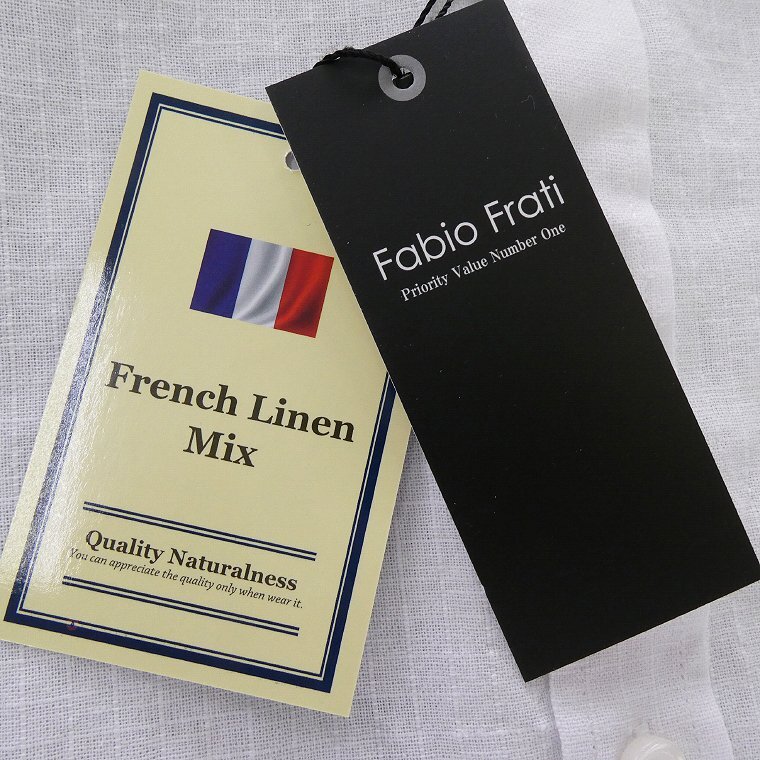 French Linen
Mix
Quality Naturalness
You can appreciate the quality only when wear it.
Fabio Frati
Priority Value Number One